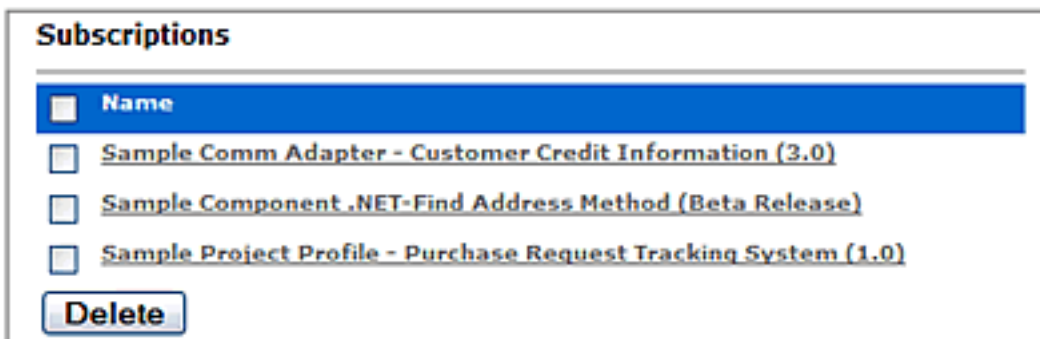 Subscriptions
Name
Sample Comm Adapter - Customer Credit Information (3.0)
Sample Component .NET-Find Address Method (Beta Release)
Sample Project Profile - Purchase Request Tracking System (1.0)
Delete